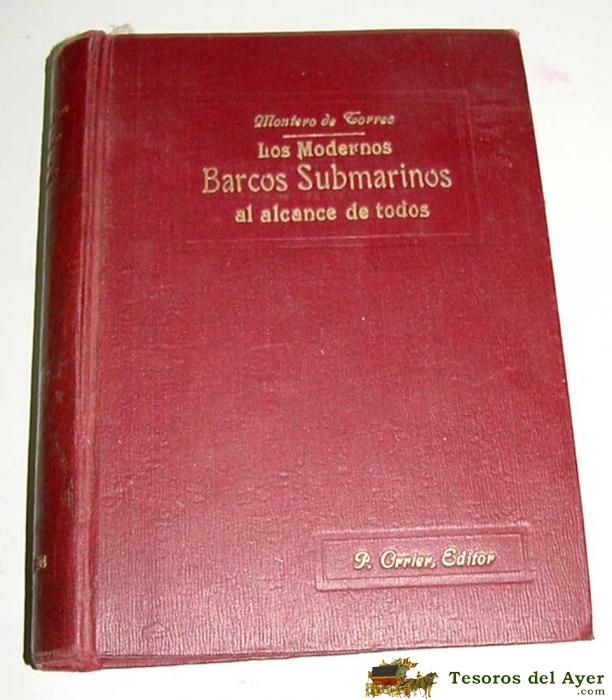 Montero de Torres
Los Modernos
Barcos Submarinos
al alcance de todos
P. Orrier, Editor
Tesoros del Ayer
.com